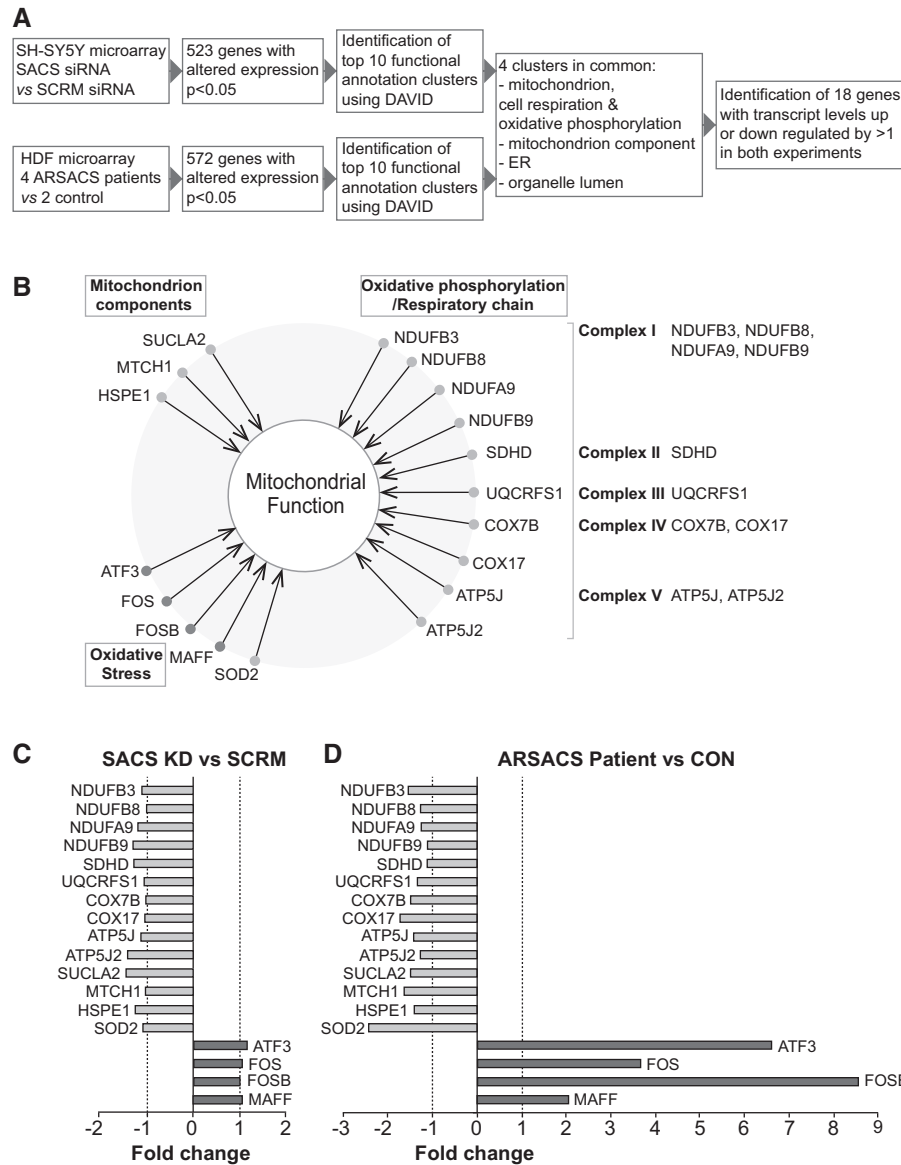 A
SH-SY5Y microarray
SACS siRNA
vs SCRM siRNA
523 genes with
altered expression
p<0.05
Identification of
top 10 functional
annotation clusters
using DAVID
HDF microarray
4 ARSACS patients
vs 2 control
572 genes with
altered expression
p<0.05
Identification of
top 10 functional
annotation clusters
using DAVID
4 clusters in common:
- mitochondrion,
cell respiration &
oxidative phosphorylation
- mitochondrion component
- ER
- organelle lumen
Identification of 18 genes
with transcript levels up
or down regulated by >1
in both experiments
B
Mitochondrion
components
Oxidative phosphorylation
/Respiratory chain
SUCLA2
MTCH1
HSPE1
NDUFB3
NDUFB8
NDUFA9
NDUFB9
SDHD
UQCRFS1
COX7B
COX17
ATP5J
ATP5J2
Mitochondrial
Function
ATF3
FOS
FOSB
MAFF
SOD2
Oxidative
Stress
Complex I NDUFB3, NDUFB8,
NDUFA9, NDUFB9
Complex II SDHD
Complex III UQCRFS1
Complex IV COX7B, COX17
Complex V ATP5J, ATP5J2
C
SACS KD vs SCRM
NDUFB3
NDUFB8
NDUFA9
NDUFB9
SDHD
UQCRFS1
COX7B
COX17
ATP5J
ATP5J2
SUCLA2
MTCH1
HSPE1
SOD2
ATF3
FOS
FOSB
MAFF
-2 -1 0 1 2
Fold change
D
ARSACS Patient vs CON
NDUFB3
NDUFB8
NDUFA9
NDUFB9
SDHD
UQCRFS1
COX7B
COX17
ATP5J
ATP5J2
SUCLA2
MTCH1
HSPE1
SOD2
ATF3
FOS
FOSB
MAFF
-3 -2 -1 0 1 2 3 4 5 6 7 8 9
Fold change